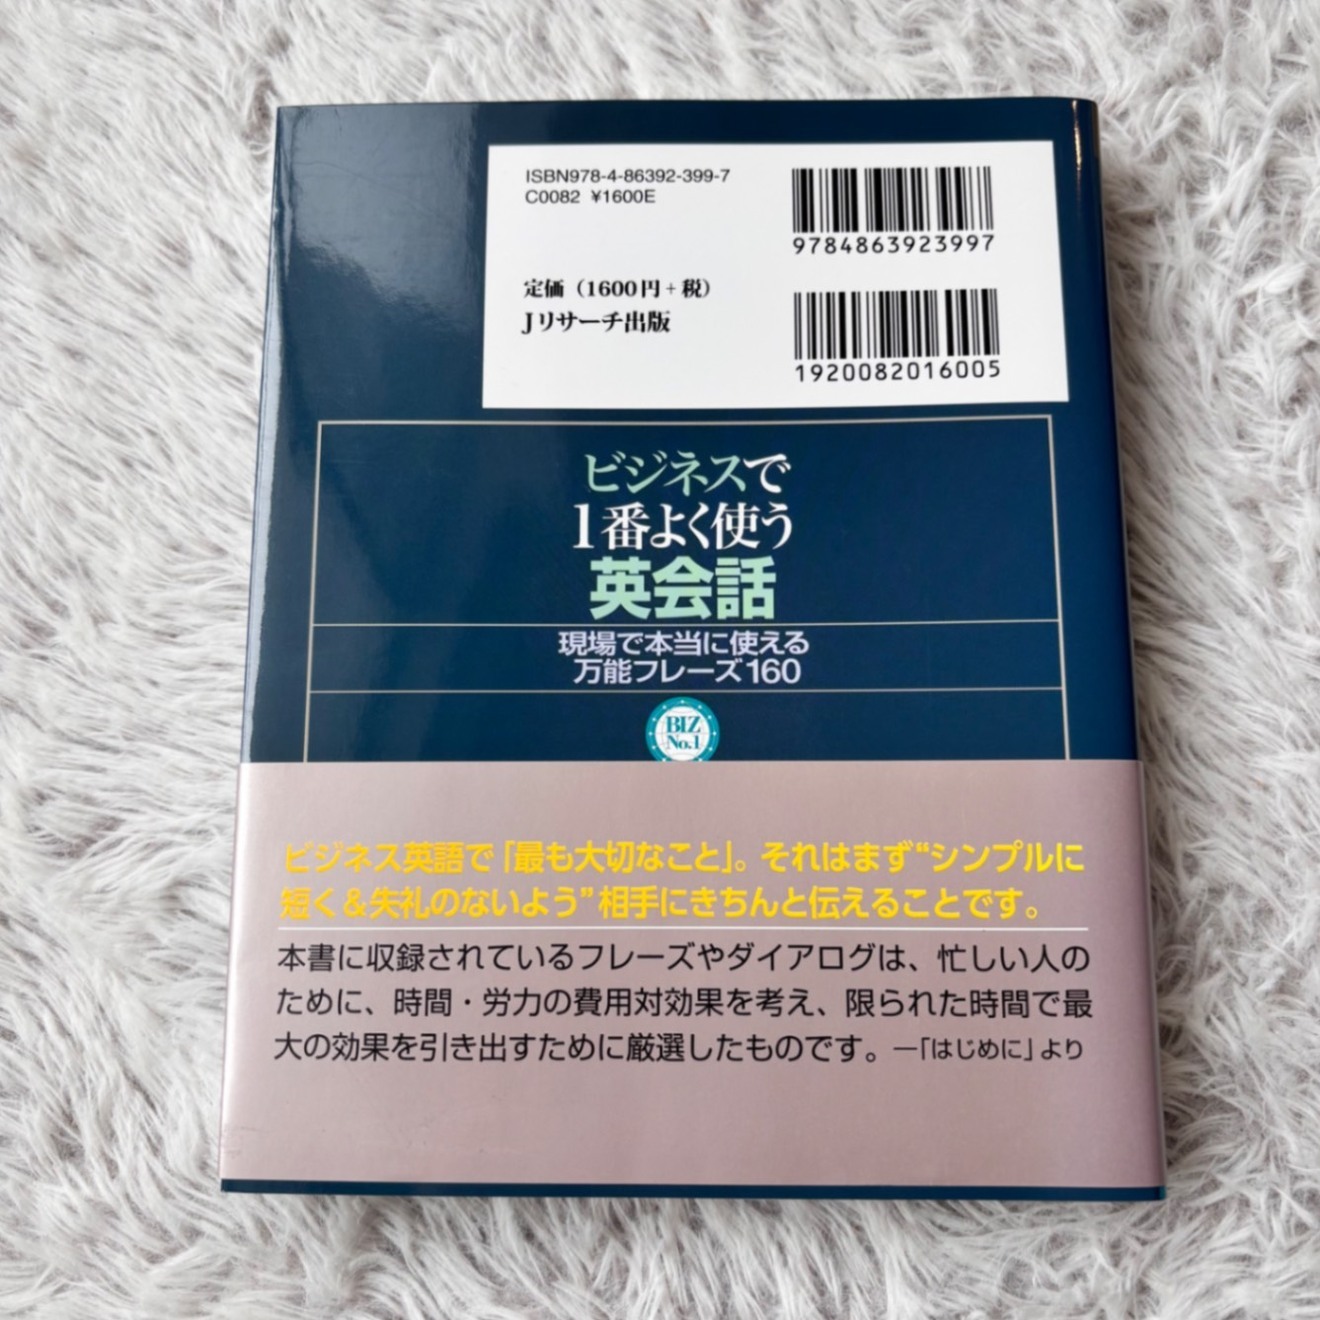 ISBN978-4-86392-399-7
C0082 ¥1600E
9784863923997
定価（1600円+税）
Jリサーチ出版
1920082016005
ビジネスで
1番よく使う
英会話
現場で本当に使える
万能フレーズ160
BIZ
No.1
ビジネス英語で「最も大切なこと」。それはまず“シンプルに
短く＆失礼のないよう”相手にきちんと伝えることです。
本書に収録されているフレーズやダイアログは、忙しい人の
ために、時間・労力の費用対効果を考え、限られた時間で最
大の効果を引き出すために厳選したものです。―「はじめに」より